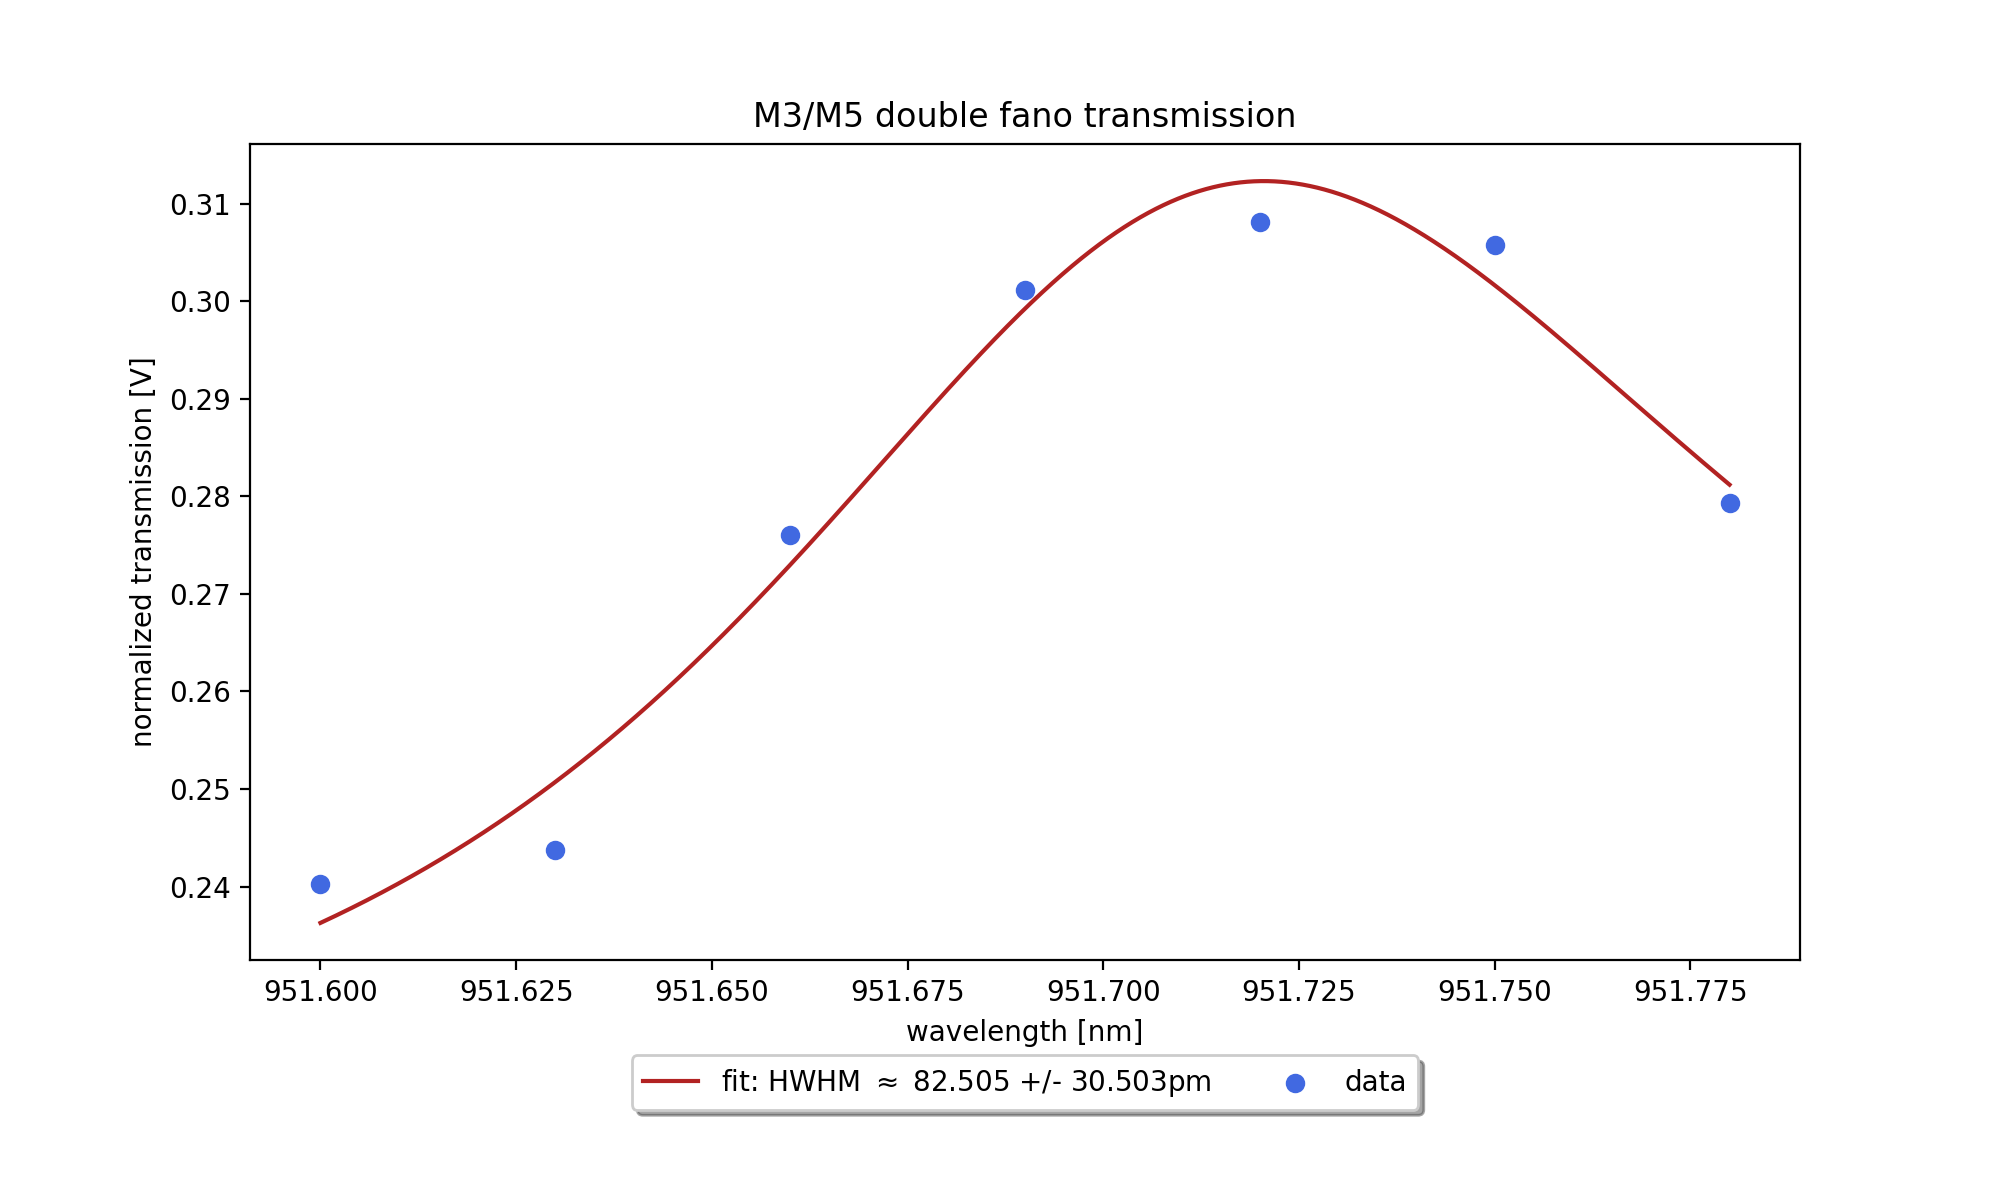 M3/M5 double fano transmission
normalized transmission [V]
0.31
0.30
0.29
0.28
0.27
0.26
0.25
0.24
951.600 951.625 951.650 951.675 951.700 951.725 951.750 951.775
wavelength [nm]
fit: HWHM ≈ 82.505 +/- 30.503pm data